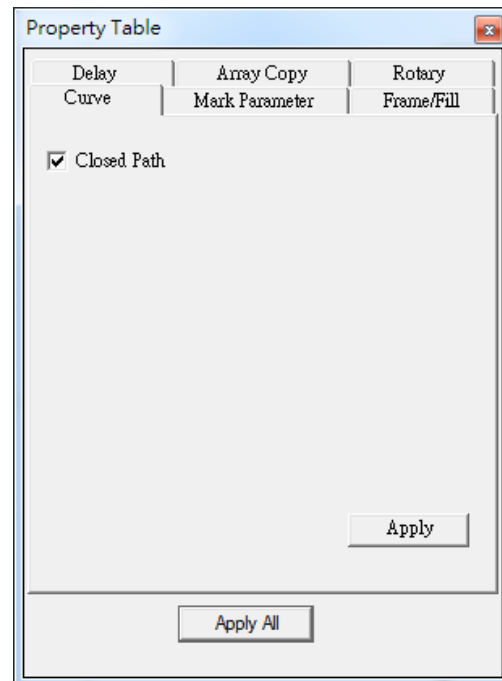 Property Table
Delay Array Copy Rotary
Curve Mark Parameter Frame/Fill
Closed Path
Apply
Apply All